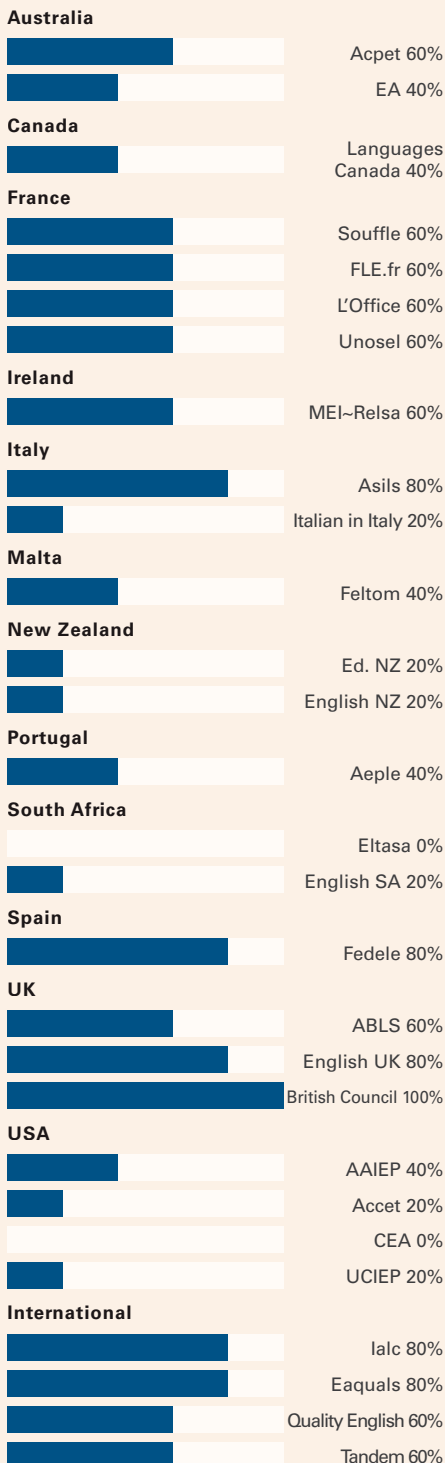 Australia
Acpet 60%
EA 40%
Canada
Languages
Canada 40%
France
Souffle 60%
FLE.fr 60%
L’Office 60%
Unosel 60%
Ireland
MEI~Relsa 60%
Italy
Asils 80%
Italian in Italy 20%
Malta
Feltom 40%
New Zealand
Ed. NZ 20%
English NZ 20%
Portugal
Aeple 40%
South Africa
Eltasa 0%
English SA 20%
Spain
Fedele 80%
UK
ABLS 60%
English UK 80%
British Council 100%
USA
AAIEP 40%
Accet 20%
CEA 0%
UCIEP 20%
International
Ialc 80%
Eaquals 80%
Quality English 60%
Tandem 60%